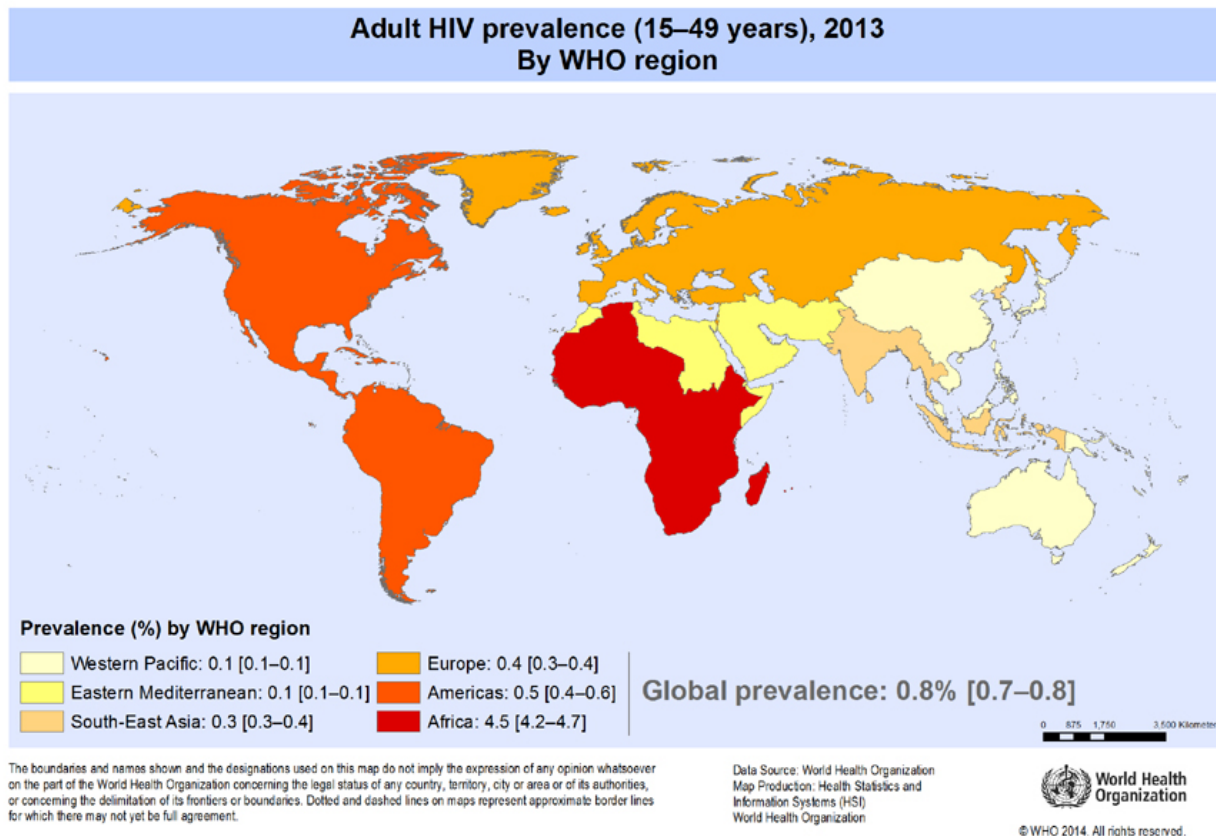 Adult HIV prevalence (15–49 years), 2013
By WHO region
Prevalence (%) by WHO region
Western Pacific: 0.1 [0.1–0.1]
Eastern Mediterranean: 0.1 [0.1–0.1]
South-East Asia: 0.3 [0.3–0.4]
Europe: 0.4 [0.3–0.4]
Americas: 0.5 [0.4–0.6]
Africa: 4.5 [4.2–4.7]
Global prevalence: 0.8% [0.7–0.8]
0 875 1,750 3,500 Kilometer
The boundaries and names shown and the designations used on this map do not imply the expression of any opinion whatsoever
on the part of the World Health Organization concerning the legal status of any country, territory, city or area or of its authorities,
or concerning the delimitation of its frontiers or boundaries. Dotted and dashed lines on maps represent approximate border lines
for which there may not yet be full agreement.
Data Source: World Health Organization
Map Production: Health Statistics and
Information Systems (HSI)
World Health Organization
World Health
Organization
© WHO 2014. All rights reserved.